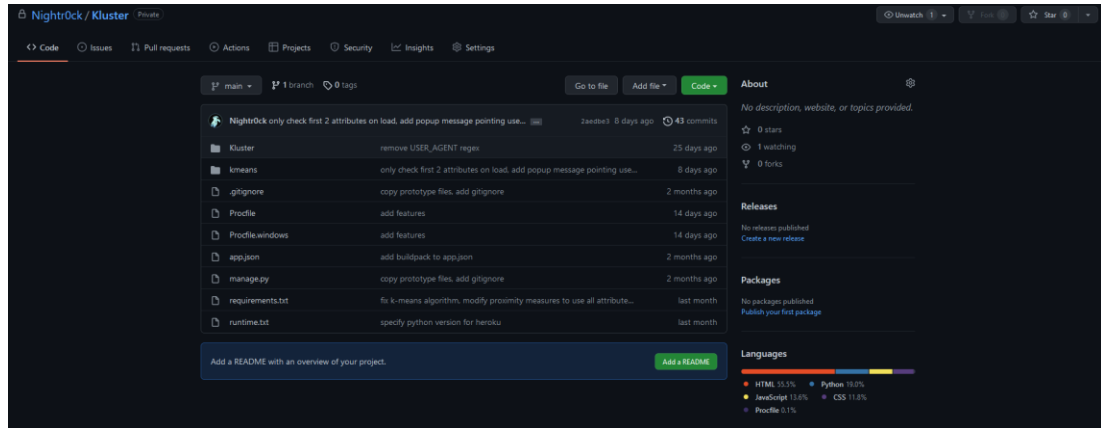 Nightr0ck / Kluster Private
Unwatch 1 Fork 0 Star 0
Code Issues Pull requests Actions Projects Security Insights Settings
main 1 branch 0 tags Go to file Add file Code
Nightr0ck only check first 2 attributes on load, add popup message pointing use... 2aedbe3 8 days ago 43 commits
Kluster remove USER_AGENT regex 25 days ago
kmeans only check first 2 attributes on load, add popup message pointing use... 8 days ago
.gitignore copy prototype files, add gitignore 2 months ago
Procfile add features 14 days ago
Procfile.windows add features 14 days ago
app.json add buildpack to app.json 2 months ago
manage.py copy prototype files, add gitignore 2 months ago
requirements.txt fix k-means algorithm, modify proximity measures to use all attribute... last month
runtime.txt specify python version for heroku last month
Add a README with an overview of your project. Add a README
About
No description, website, or topics provided.
0 stars
1 watching
0 forks
Releases
No releases published
Create a new release
Packages
No packages published
Publish your first package
Languages
HTML 55.5% Python 19.0%
JavaScript 13.6% CSS 11.8%
Procfile 0.1%